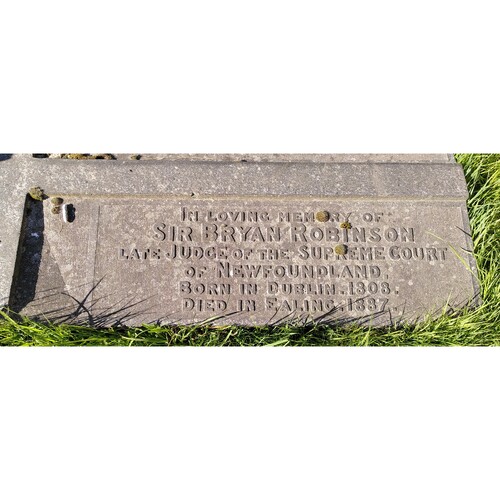 IN LOVING MEMORY OF
SIR BRYAN ROBINSON
LATE JUDGE OF THE SUPREME COURT
OF NEWFOUNDLAND,
BORN IN DUBLIN. 1808.
DIED IN EALING. 1887.